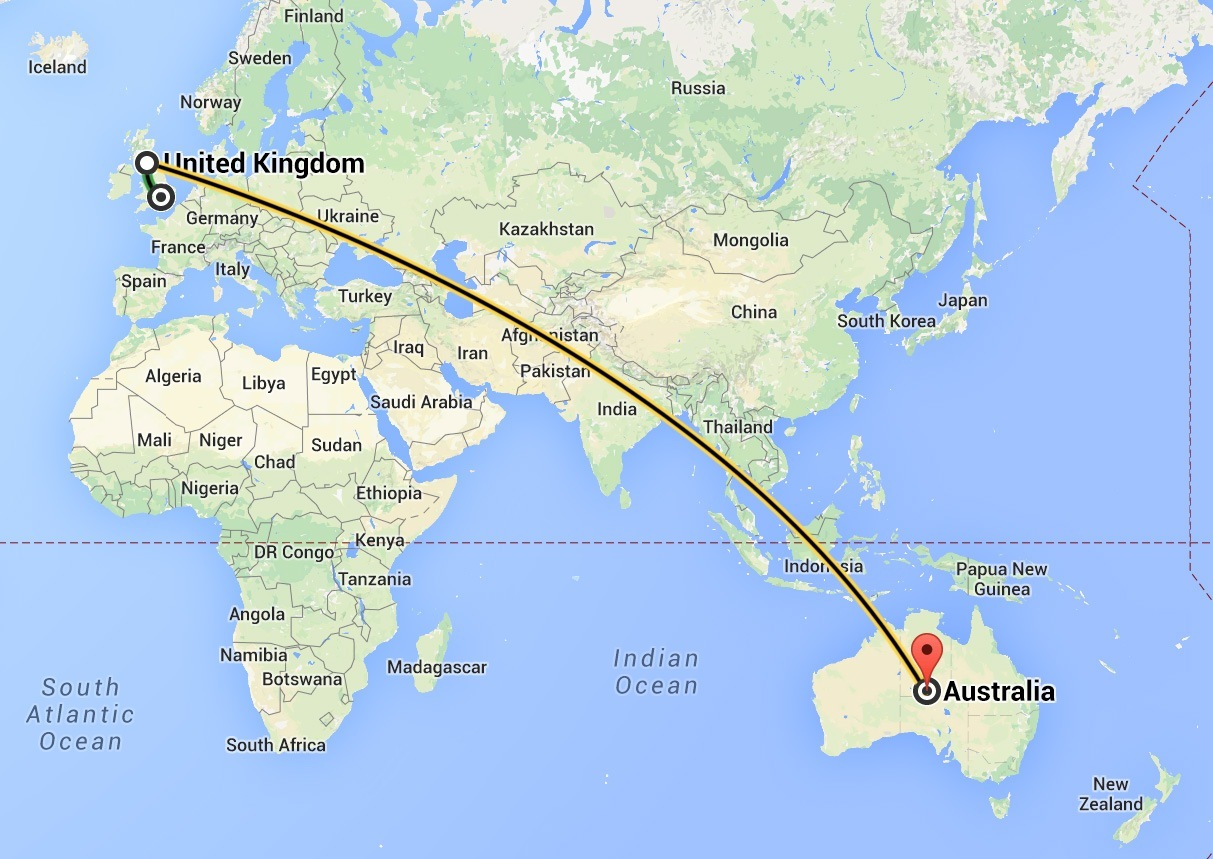 Finland
Iceland
Sweden
Russia
Norway
United Kingdom
Germany
Ukraine
Kazakhstan
Mongolia
France
Italy
Spain
Turkey
Japan
China
South Korea
Afghanistan
Iraq
Iran
Pakistan
Algeria
Libya
Egypt
Saudi Arabia
India
Thailand
Mali
Niger
Sudan
Chad
Nigeria
Ethiopia
Kenya
DR Congo
Indonesia
Papua New
Guinea
Tanzania
Angola
Namibia
Madagascar
Indian
Ocean
Botswana
South
Atlantic
Ocean
Australia
South Africa
New
Zealand